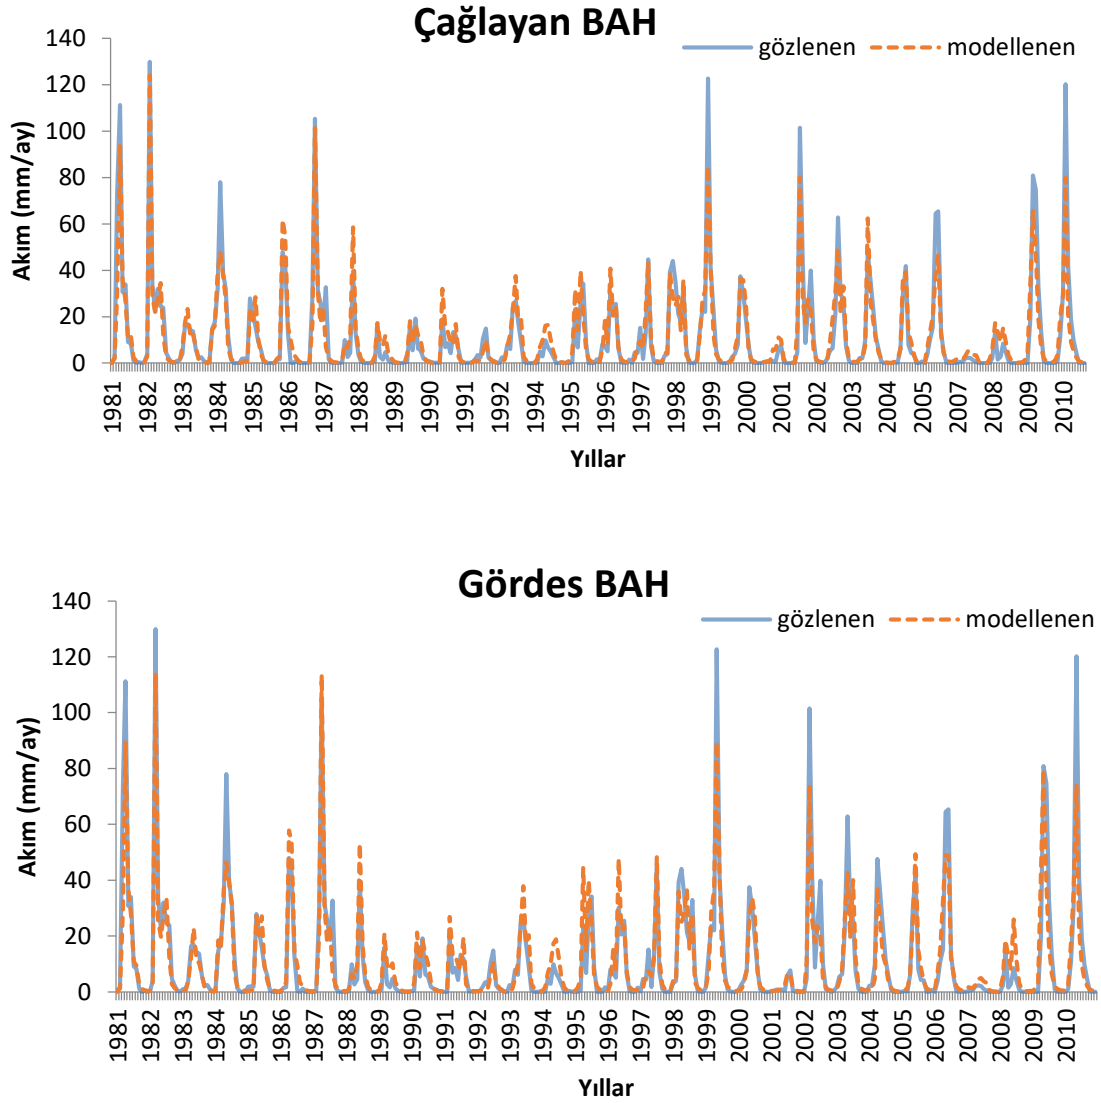 Çağlayan BAH
gözlenen modellenen
Akım (mm/ay)
140
120
100
80
60
40
20
0
1981 1982 1983 1984 1985 1986 1987 1988 1989 1990 1991 1992 1993 1994 1995 1996 1997 1998 1999 2000 2001 2002 2003 2004 2005 2006 2007 2008 2009 2010
Yıllar
Gördes BAH
gözlenen modellenen
Akım (mm/ay)
140
120
100
80
60
40
20
0
1981 1982 1983 1984 1985 1986 1987 1988 1989 1990 1991 1992 1993 1994 1995 1996 1997 1998 1999 2000 2001 2002 2003 2004 2005 2006 2007 2008 2009 2010
Yıllar